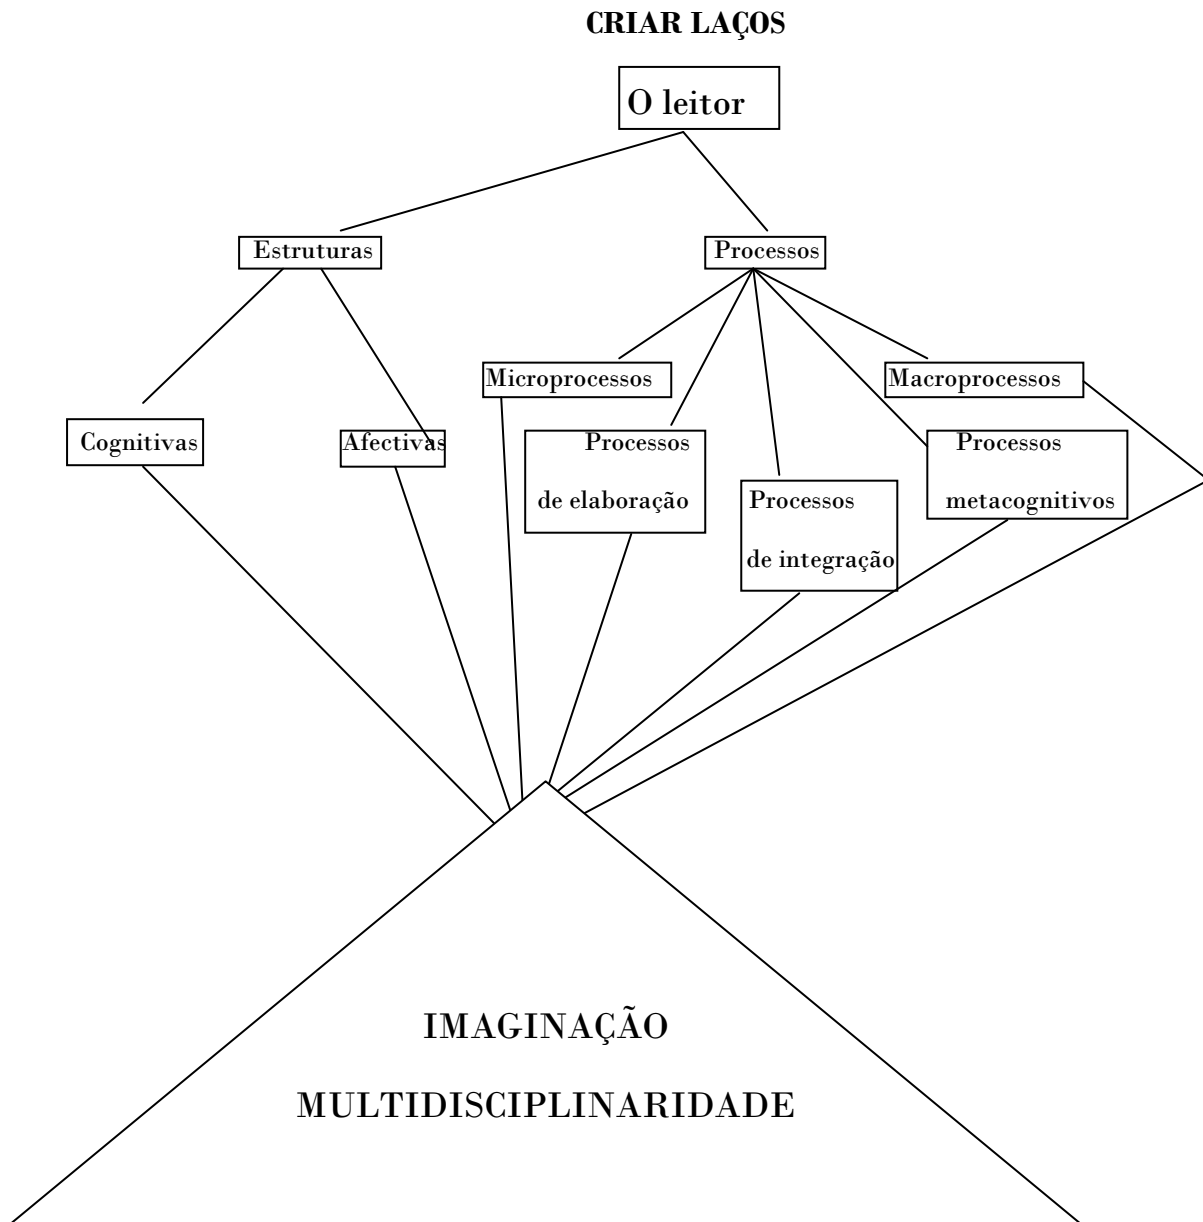 CRIAR LAÇOS
O leitor
Estruturas
Processos
Microprocessos
Macroprocessos
Cognitivas
Afectivas
Processos
de elaboração
Processos
de integração
Processos
metacognitivos
IMAGINAÇÃO
MULTIDISCIPLINARIDADE